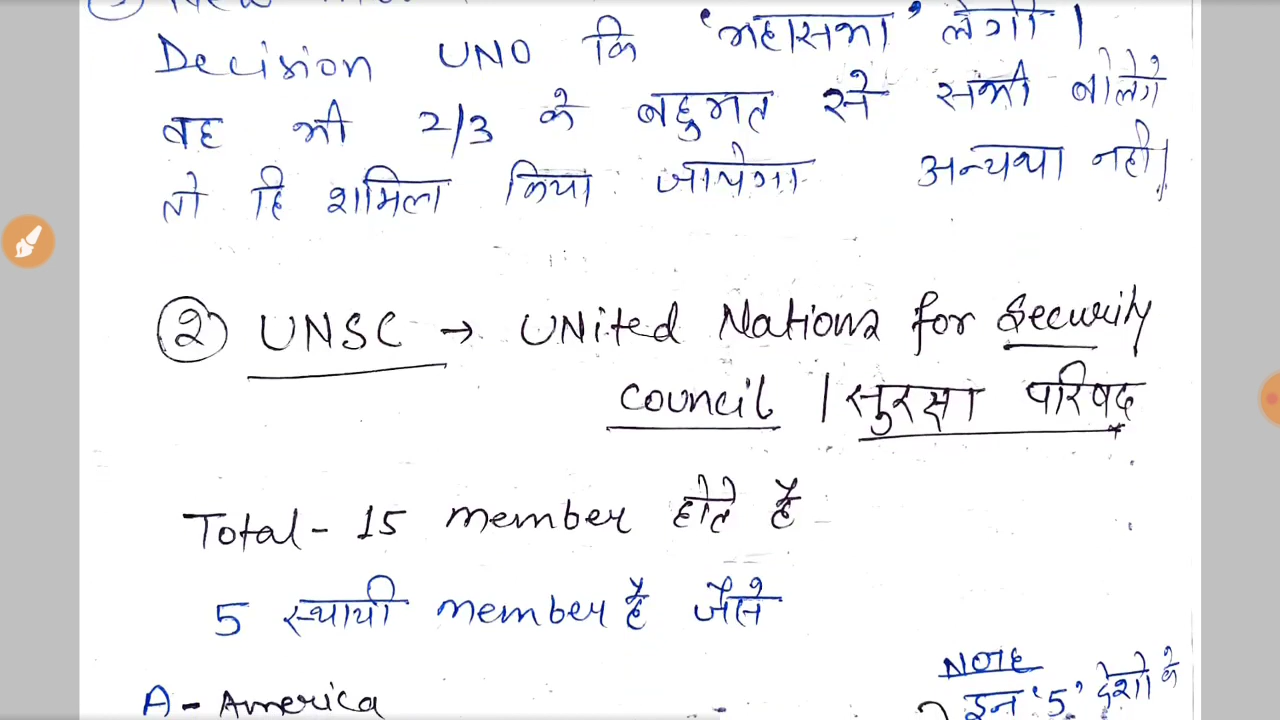 Decision UNO कि 'महासभा' लेगी।
वह भी 2/3 के बहुमत से सभी बोलेगे
तो हि शामिल किया जायेगा अन्यथा नही।
② UNSC → UNited Nations for Security
council / सुरक्षा परिषद
Total - 15 member होते है
5 स्थायी member है जैसे
NOTE
A - America
इन '5' देशो के